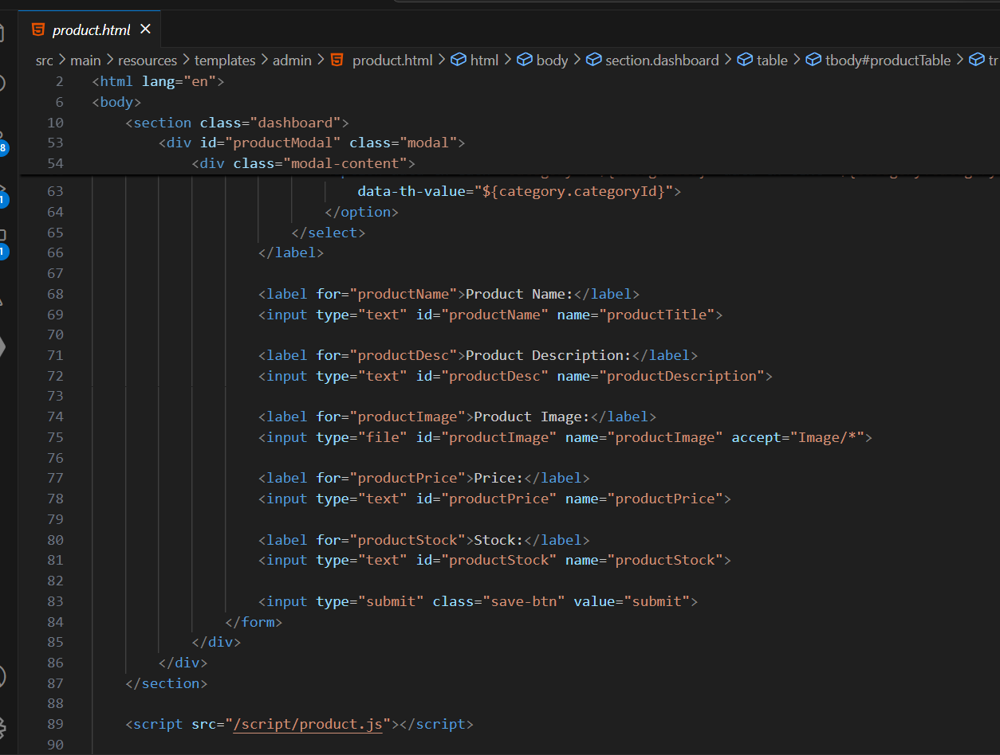 product.html
src main resources templates admin product.html html body section.dashboard table tbody#productTable tr
2 <html lang="en">
6 <body>
10 <section class="dashboard">
53 <div id="productModal" class="modal">
54 <div class="modal-content">
63 data-th-value="${category.categoryId}">
64 </option>
65 </select>
66 </label>
67
68 <label for="productName">Product Name:</label>
69 <input type="text" id="productName" name="productTitle">
70
71 <label for="productDesc">Product Description:</label>
72 <input type="text" id="productDesc" name="productDescription">
73
74 <label for="productImage">Product Image:</label>
75 <input type="file" id="productImage" name="productImage" accept="Image/*">
76
77 <label for="productPrice">Price:</label>
78 <input type="text" id="productPrice" name="productPrice">
79
80 <label for="productStock">Stock:</label>
81 <input type="text" id="productStock" name="productStock">
82
83 <input type="submit" class="save-btn" value="submit">
84 </form>
85 </div>
86 </div>
87 </section>
88
89 <script src="/script/product.js"></script>
90
8
1
1